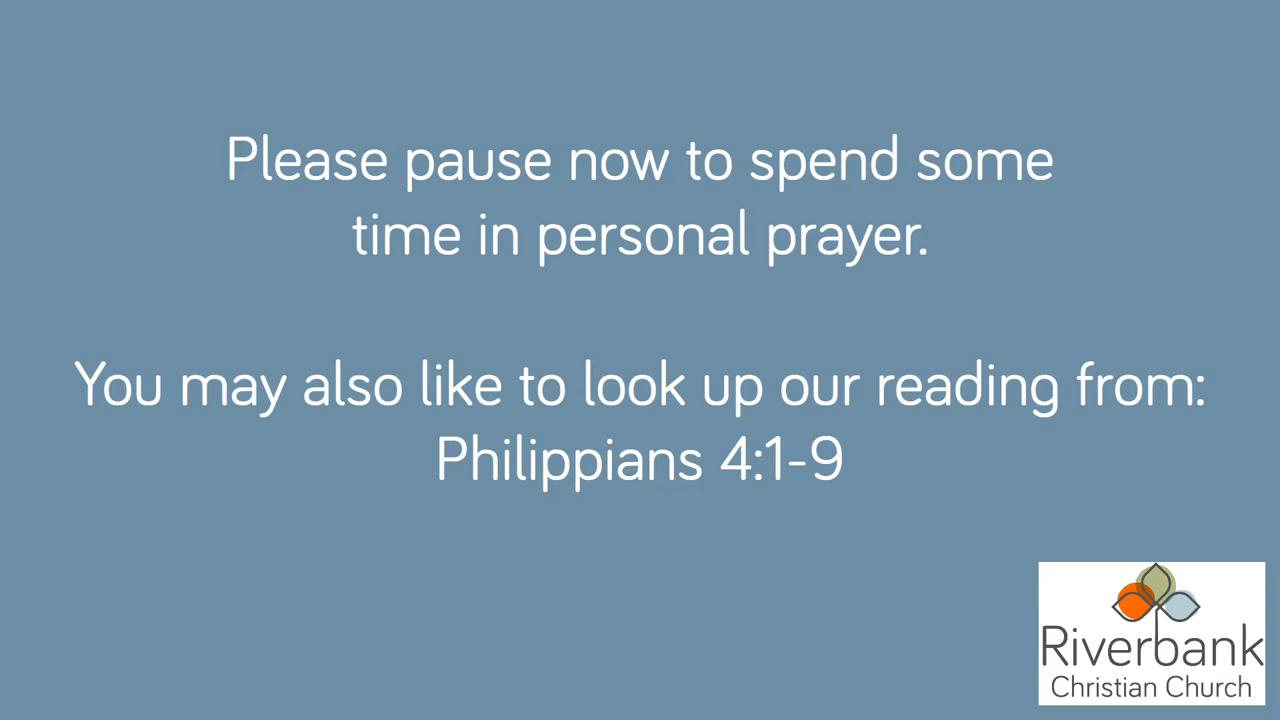 Please pause now to spend some
time in personal prayer.
You may also like to look up our reading from:
Philippians 4:1-9
Riverbank
Christian Church